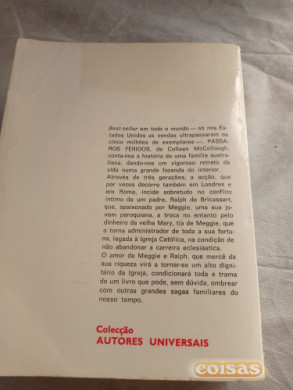 Best-seller em todo o mundo — só nos Es-
tados Unidos as vendas ultrapassaram os
cinco milhões de exemplares —, PÁSSA-
ROS FERIDOS, de Colleen McCullough,
conta-nos a história de uma família austra-
liana, dando-nos um vigoroso retrato da
vida numa grande fazenda do interior.
Através de três gerações, a acção, que
por vezes decorre também em Londres e
em Roma, incide sobretudo no conflito
íntimo de um padre, Ralph de Bricassart,
que, apaixonado por Meggie, uma sua jo-
vem paroquiana, a troca no entanto pelo
dinheiro da velha Mary, tia de Meggie, que
o torna administrador de toda a sua fortu-
na, legada à Igreja Católica, na condição de
não abandonar a carreira eclesiástica.
O amor de Meggie e Ralph, que mercê da
sua riqueza virá a tornar-se um alto digni-
tário da Igreja, condicionará toda a trama
de um livro que pode, sem dúvida, ombrear
com outras grandes sagas familiares do
nosso tempo.
Colecção
AUTORES UNIVERSAIS
coisas